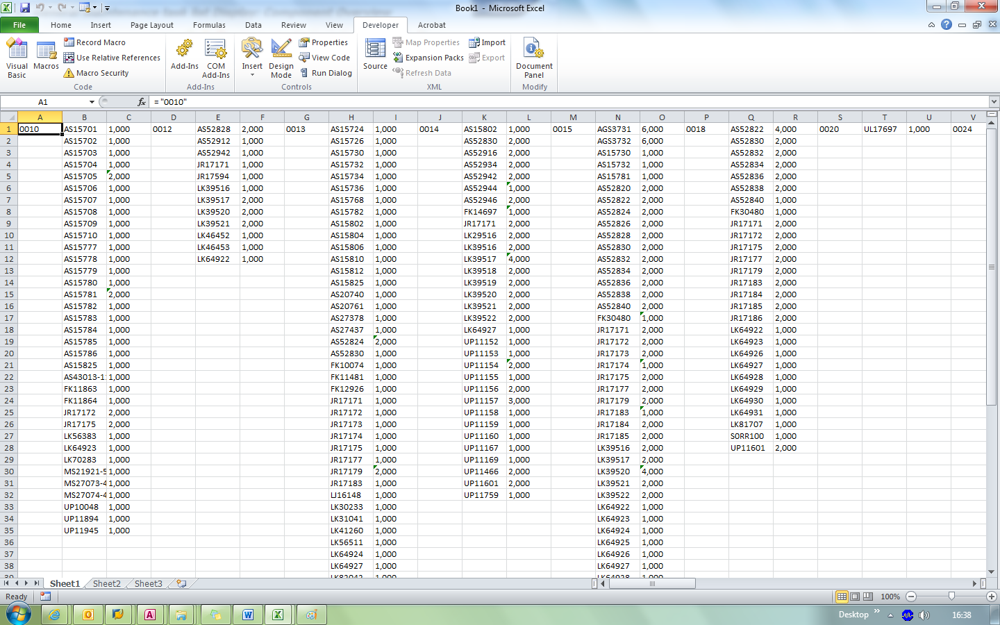 Book1 - Microsoft Excel
File Home Insert Page Layout Formulas Data Review View Developer Acrobat
Visual Basic
Macros
Record Macro
Use Relative References
Macro Security
Code
Add-Ins
COM Add-Ins
Add-Ins
Insert
Design Mode
Properties
View Code
Run Dialog
Controls
Source
Map Properties
Expansion Packs
Refresh Data
Import
Export
XML
Document Panel
Modify
A1 fx ="0010"
A B C D E F G H I J K L M N O P Q R S T U V
1 0010 AS15701 1,000 0012 AS52828 2,000 0013 AS15724 1,000 0014 AS15802 1,000 0015 AGS3731 6,000 0018 AS52822 4,000 0020 UL17697 1,000 0024
2 AS15702 1,000 AS52912 1,000 AS15726 1,000 AS52830 2,000 AGS3732 6,000 AS52830 2,000
3 AS15703 1,000 AS52942 1,000 AS15730 1,000 AS52916 2,000 AS15730 1,000 AS52832 2,000
4 AS15704 1,000 JR17171 1,000 AS15732 1,000 AS52934 2,000 AS15732 1,000 AS52834 2,000
5 AS15705 2,000 JR17594 1,000 AS15734 1,000 AS52942 2,000 AS15781 1,000 AS52836 2,000
6 AS15706 1,000 LK39516 1,000 AS15736 1,000 AS52944 1,000 AS52820 2,000 AS52838 2,000
7 AS15707 1,000 LK39517 2,000 AS15768 1,000 AS52946 2,000 AS52822 2,000 AS52840 1,000
8 AS15708 1,000 LK39520 2,000 AS15782 1,000 FK14697 1,000 AS52824 2,000 FK30480 1,000
9 AS15709 1,000 LK39521 2,000 AS15802 1,000 JR17171 2,000 AS52826 2,000 JR17171 2,000
10 AS15710 1,000 LK46452 1,000 AS15804 1,000 LK29516 2,000 AS52828 2,000 JR17172 2,000
11 AS15777 1,000 LK46453 1,000 AS15806 1,000 LK39516 2,000 AS52830 2,000 JR17175 2,000
12 AS15778 1,000 LK64922 1,000 AS15810 1,000 LK39517 4,000 AS52832 2,000 JR17177 2,000
13 AS15779 1,000 AS15812 1,000 LK39518 2,000 AS52834 2,000 JR17179 2,000
14 AS15780 1,000 AS15825 1,000 LK39519 2,000 AS52836 2,000 JR17183 2,000
15 AS15781 2,000 AS20740 1,000 LK39520 2,000 AS52838 2,000 JR17184 2,000
16 AS15782 1,000 AS20761 1,000 LK39521 2,000 AS52840 2,000 JR17185 2,000
17 AS15783 1,000 AS27378 1,000 LK39522 2,000 FK30480 1,000 JR17186 2,000
18 AS15784 1,000 AS27437 1,000 LK64927 1,000 JR17171 2,000 LK64922 1,000
19 AS15785 1,000 AS52824 2,000 UP11152 1,000 JR17172 2,000 LK64923 1,000
20 AS15786 1,000 AS52830 1,000 UP11153 1,000 JR17173 2,000 LK64926 1,000
21 AS15825 1,000 FK10074 1,000 UP11154 2,000 JR17174 1,000 LK64927 1,000
22 AS43013-1 1,000 FK11481 1,000 UP11155 1,000 JR17175 2,000 LK64928 1,000
23 FK11863 1,000 FK12926 1,000 UP11156 2,000 JR17177 2,000 LK64929 1,000
24 FK11864 1,000 JR17171 1,000 UP11157 3,000 JR17179 2,000 LK64930 1,000
25 JR17172 2,000 JR17172 1,000 UP11158 1,000 JR17183 1,000 LK64931 1,000
26 JR17175 2,000 JR17173 1,000 UP11159 1,000 JR17184 2,000 LK81707 1,000
27 LK56383 1,000 JR17174 1,000 UP11160 1,000 JR17185 2,000 S0RR100 1,000
28 LK64923 1,000 JR17175 1,000 UP11167 1,000 LK39516 2,000 UP11601 2,000
29 LK70283 1,000 JR17177 1,000 UP11169 1,000 LK39517 2,000
30 MS21921-5 1,000 JR17179 2,000 UP11466 2,000 LK39520 4,000
31 MS27073-4 1,000 JR17183 1,000 UP11601 2,000 LK39521 2,000
32 MS27074-4 1,000 LJ16148 1,000 UP11759 1,000 LK39522 2,000
33 UP10048 1,000 LK30233 1,000 LK64922 1,000
34 UP11894 1,000 LK31041 1,000 LK64923 1,000
35 UP11945 1,000 LK41260 1,000 LK64924 1,000
36 LK56511 1,000 LK64925 1,000
37 LK64924 1,000 LK64926 1,000
38 LK64927 1,000 LK64927 1,000
39 LK82042 1,000 LK64928 1,000
Sheet1 Sheet2 Sheet3
Ready 100%
Desktop 16:38